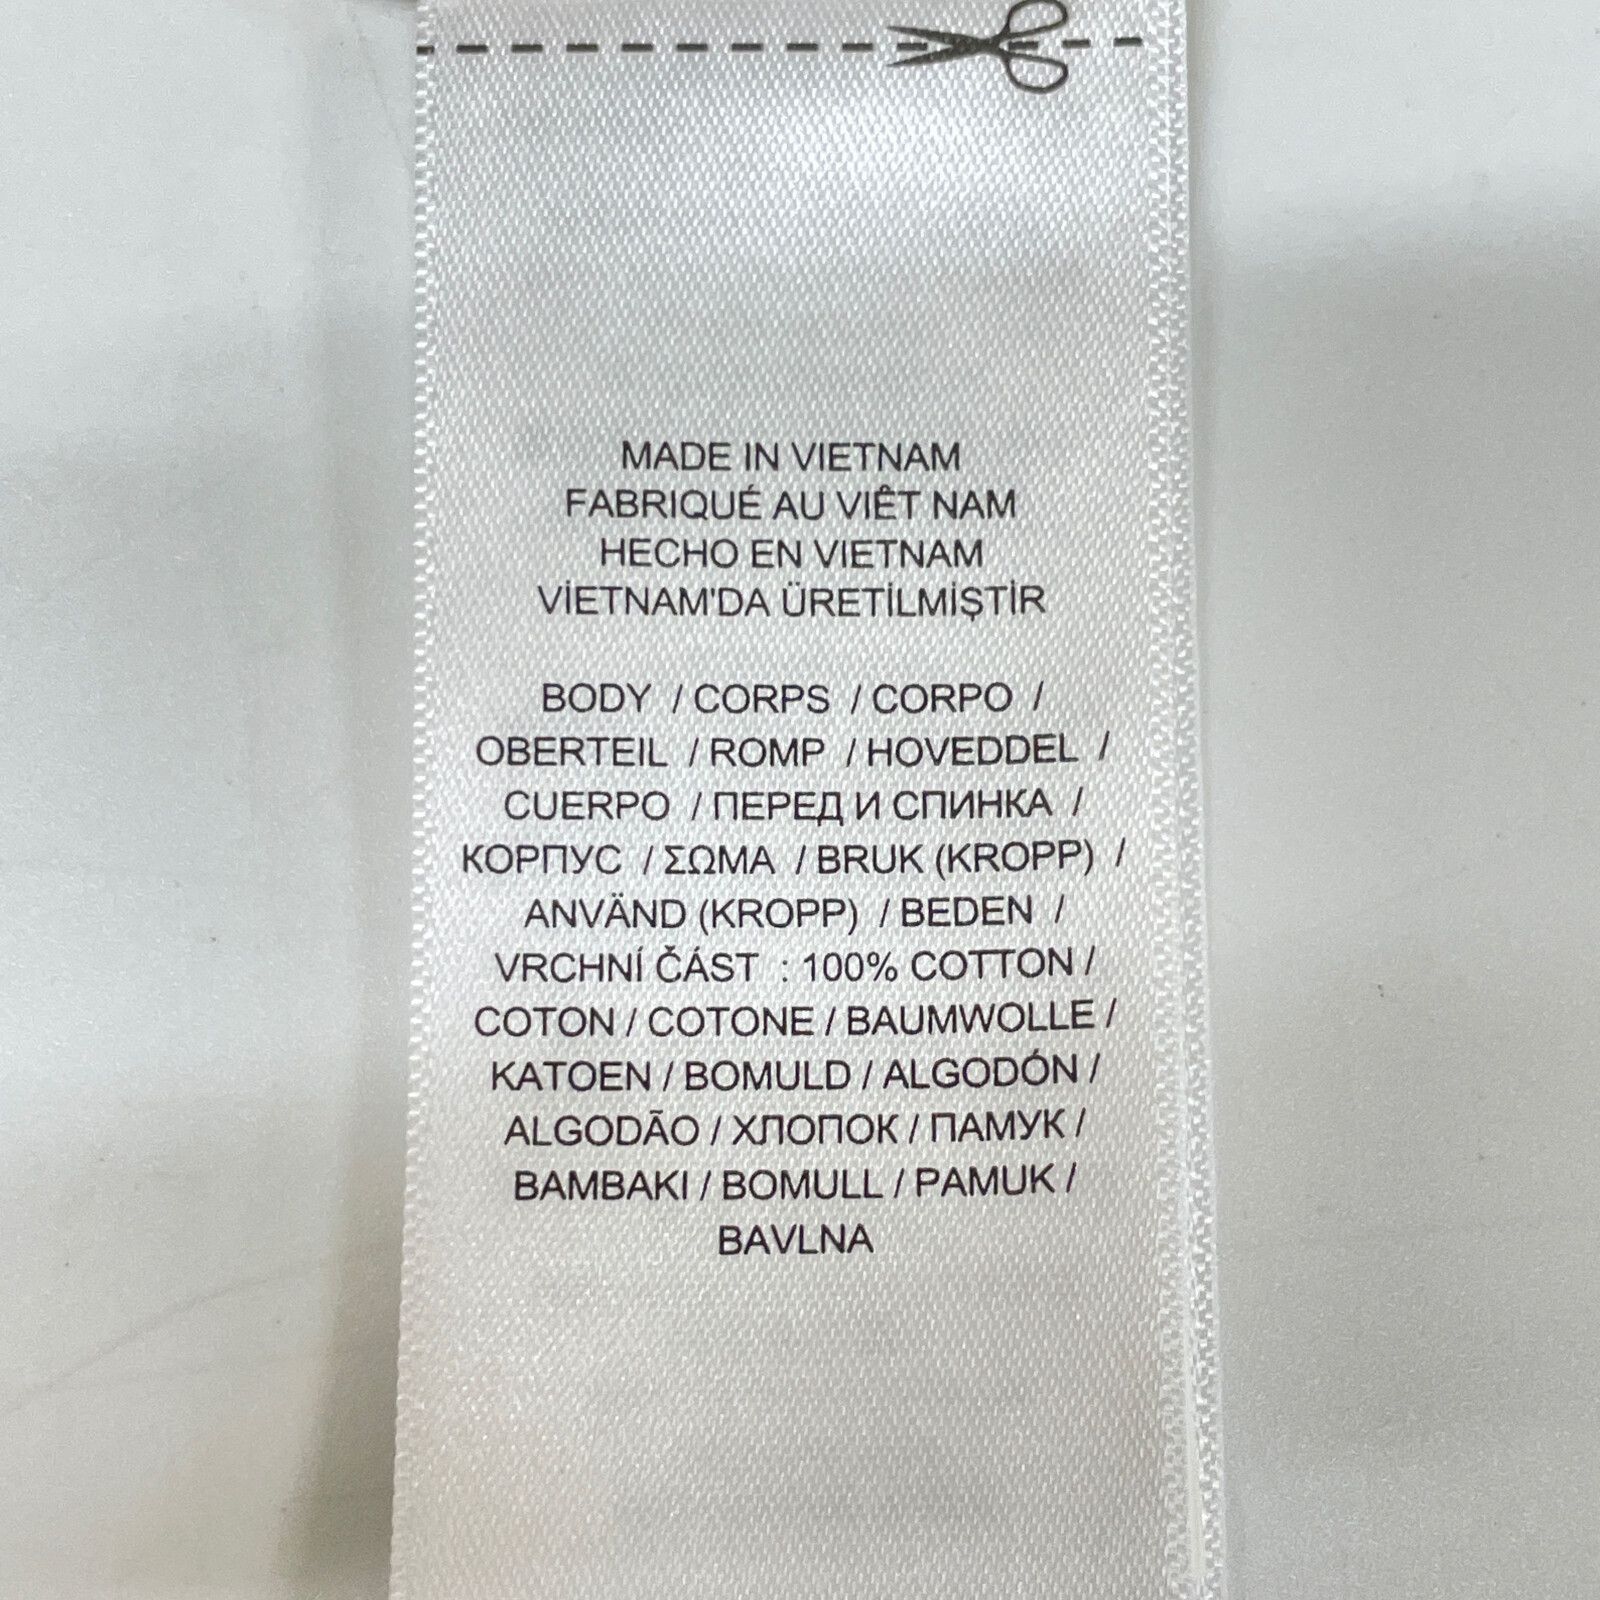 MADE IN VIETNAM
FABRIQUÉ AU VIÊT NAM
HECHO EN VIETNAM
VİETNAM'DA ÜRETİLMİŞTİR
BODY / CORPS / CORPO /
OBERTEIL / ROMP / HOVEDDEL /
CUERPO / ПЕРЕД И СПИНКА /
КОРПУС / ΣΩΜΑ / BRUK (KROPP) /
ANVÄND (KROPP) / BEDEN /
VRCHNÍ ČÁST : 100% COTTON /
COTON / COTONE / BAUMWOLLE /
KATOEN / BOMULD / ALGODÓN /
ALGODÃO / ХЛОПОК / ПАМУК /
BAMBAKI / BOMULL / PAMUK /
BAVLNA